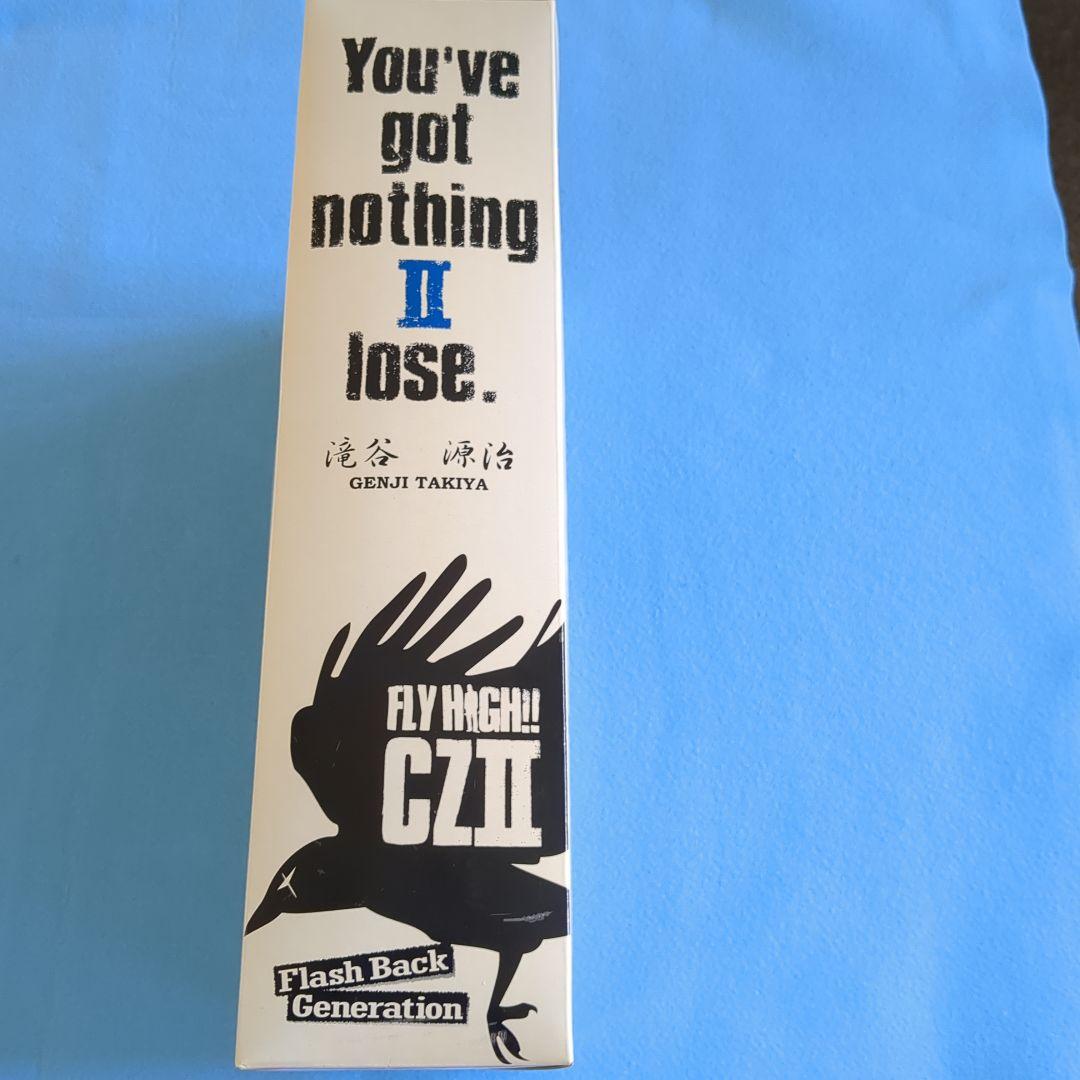 You've
got
nothing
II
lose.
滝谷 源治
GENJI TAKIYA
FLY HIGH!!
CZII
Flash Back
Generation